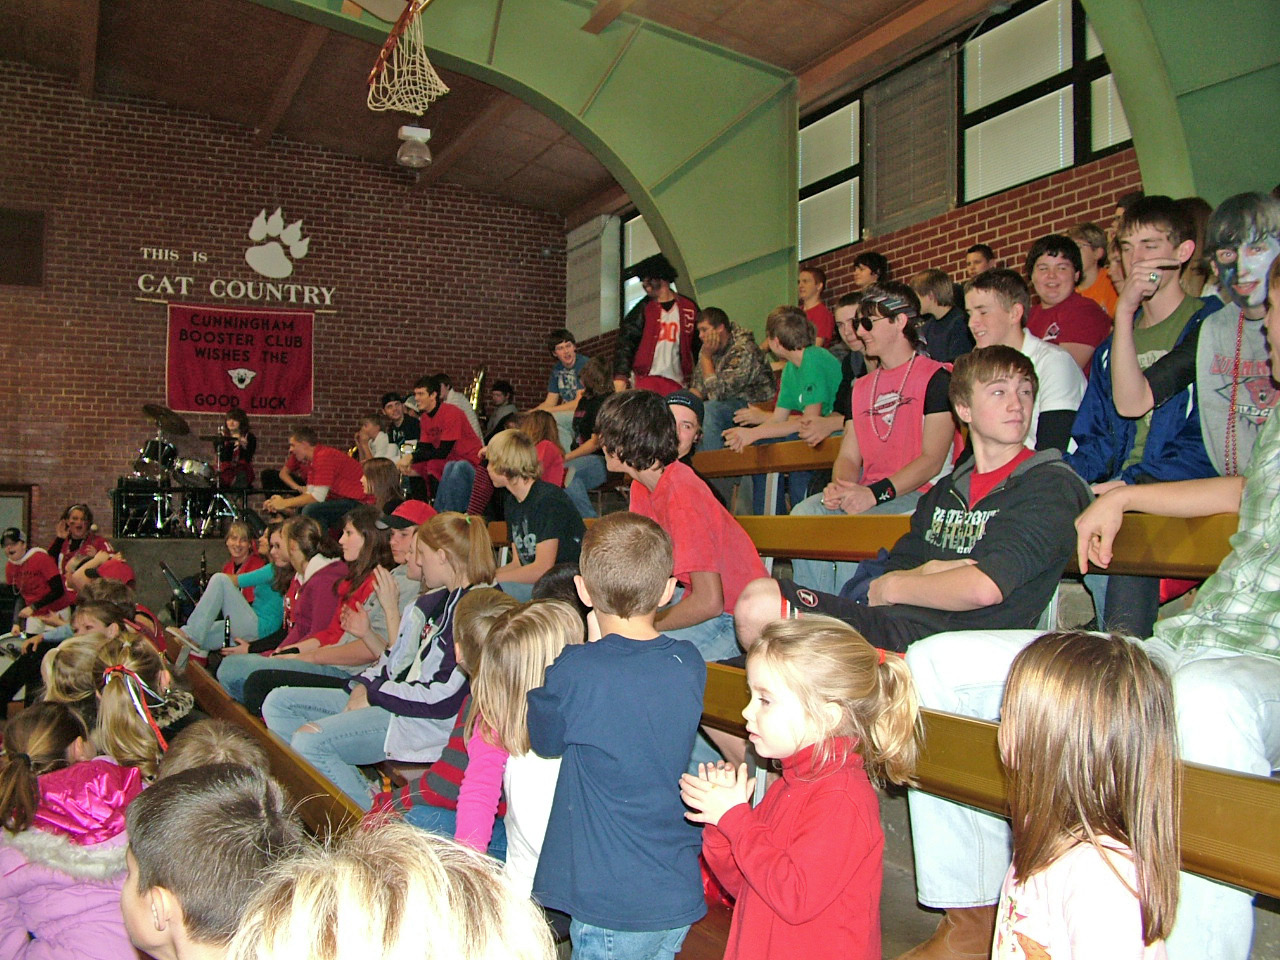 THIS IS
CAT COUNTRY
CUNNINGHAM
BOOSTER CLUB
WISHES THE
GOOD LUCK